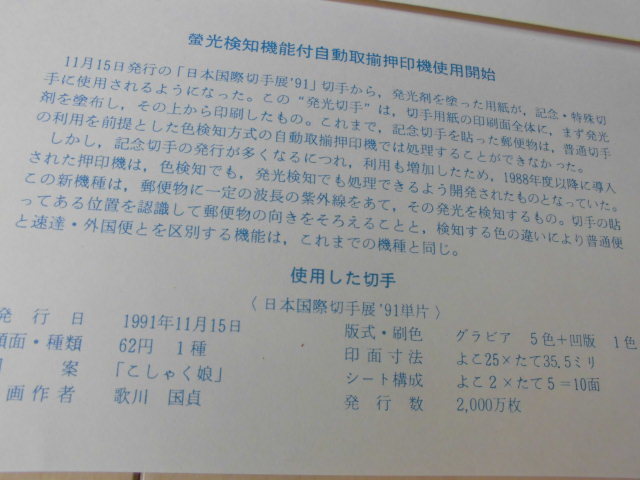 螢光検知機能付自動取揃押印機使用開始
11月15日発行の「日本国際切手展'91」切手から，発光剤を塗った用紙が，記念・特殊切
手に使用されるようになった。この“発光切手”は，切手用紙の印刷面全体に，まず発光
剤を塗布し，その上から印刷したもの。これまで，記念切手を貼った郵便物は，普通切手
の利用を前提とした色検知方式の自動取揃押印機では処理することができなかった。
しかし，記念切手の発行が多くなるにつれ，利用も増加したため，1988年度以降に導入
された押印機は，色検知でも，発光検知でも処理できるよう開発されたものとなっていた。
この新機種は，郵便物に一定の波長の紫外線をあて，その発光を検知するもの。切手の貼
ってある位置を認識して郵便物の向きをそろえることと，検知する色の違いにより普通便
と速達・外国便とを区別する機能は，これまでの機種と同じ。
使用した切手
〈日本国際切手展'91単片〉
発行日 1991年11月15日
額面・種類 62円 1種
案 「こしゃく娘」
画作者 歌川 国貞
版式・刷色 グラビア 5色＋凹版 1色
印面寸法 よこ25×たて35.5ミリ
シート構成 よこ2×たて5＝10面
発行数 2,000万枚